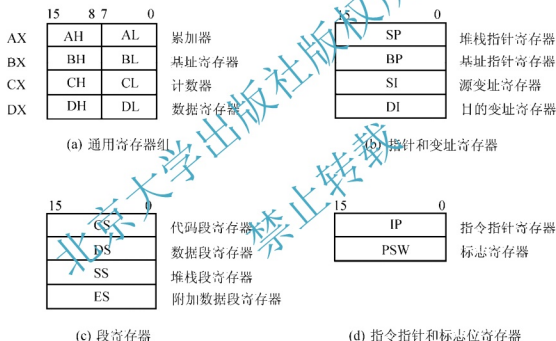 15 8 7 0
AX AH AL 累加器
BX BH BL 基址寄存器
CX CH CL 计数器
DX DH DL 数据寄存器
(a) 通用寄存器组
15 0
SP 堆栈指针寄存器
BP 基址指针寄存器
SI 源变址寄存器
DI 目的变址寄存器
(b) 指针和变址寄存器
15 0
CS 代码段寄存器
DS 数据段寄存器
SS 堆栈段寄存器
ES 附加数据段寄存器
(c) 段寄存器
15 0
IP 指令指针寄存器
PSW 标志寄存器
(d) 指令指针和标志位寄存器
北京大学出版社版权所有
禁止转载